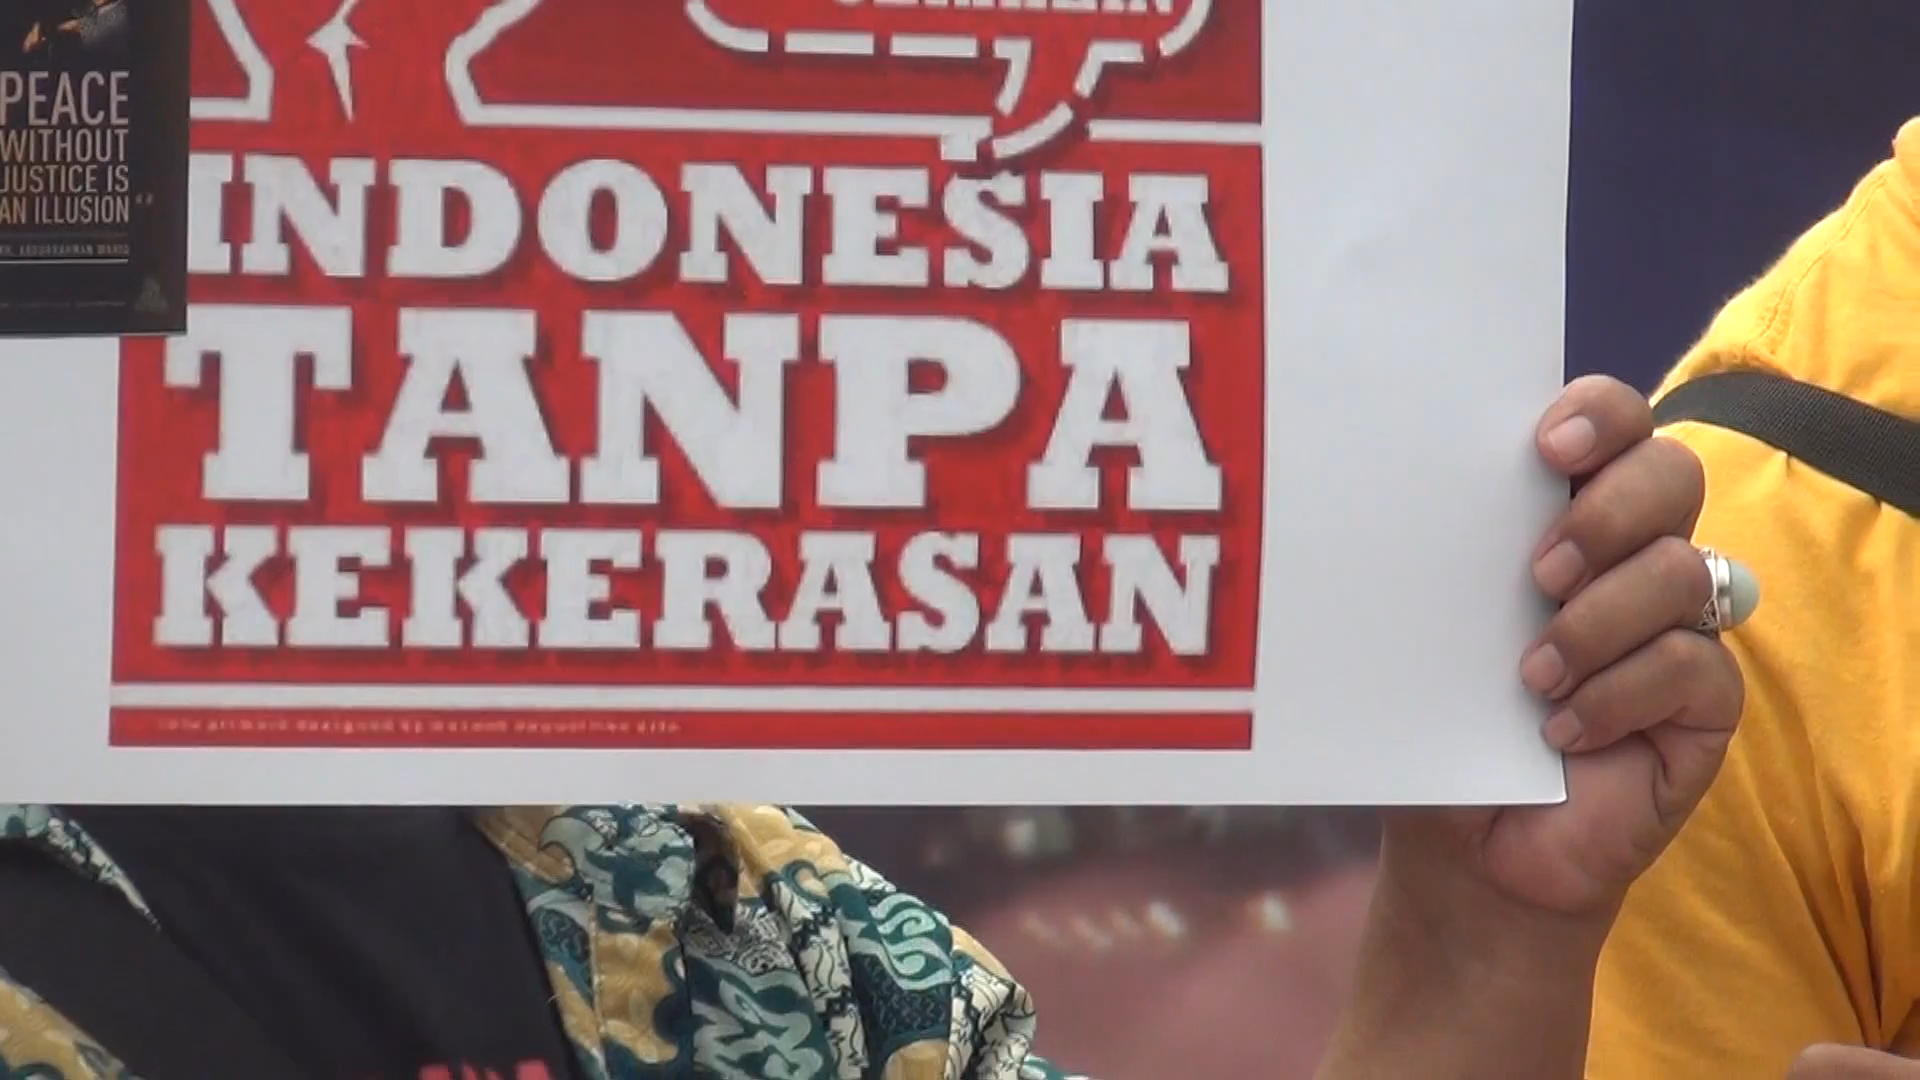 PEACE
WITHOUT
JUSTICE IS
AN ILLUSION"
INDONESIA
TANPA
KEKERASAN